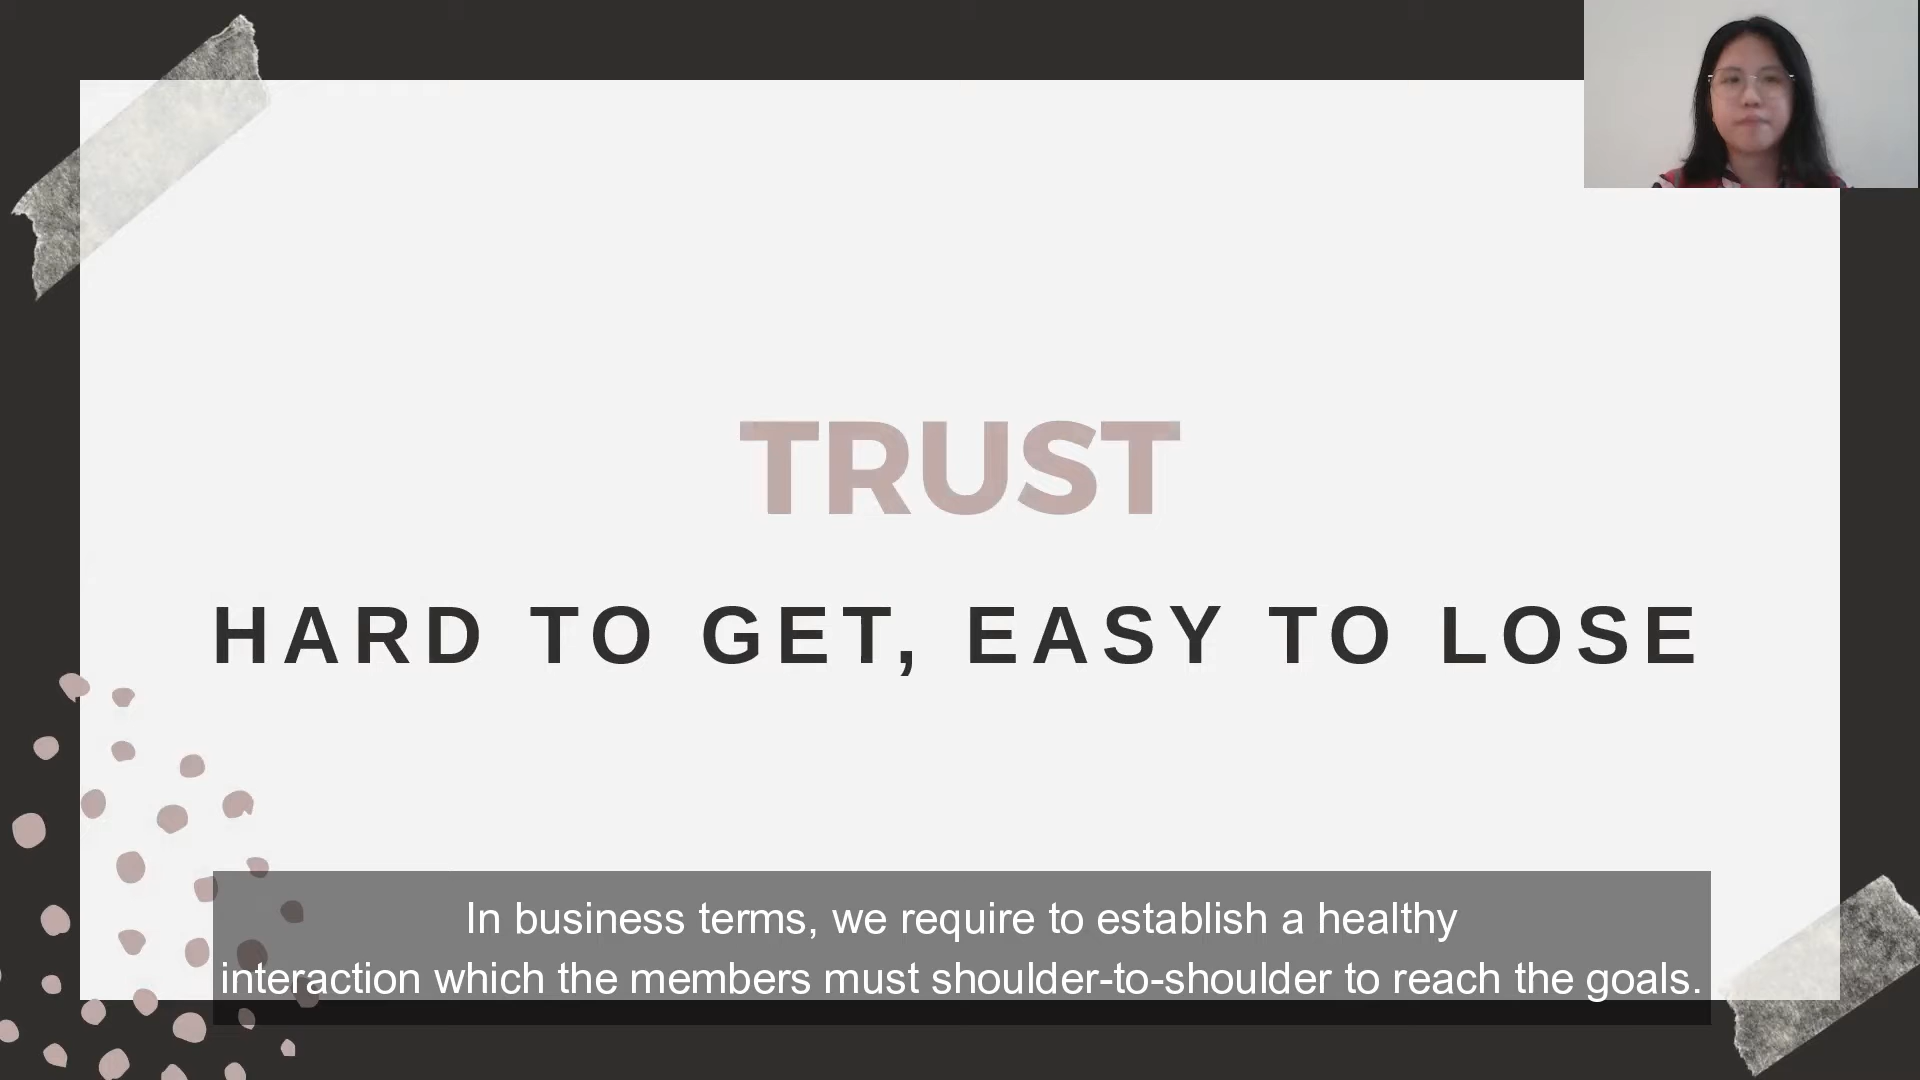 TRUST
HARD TO GET, EASY TO LOSE
In business terms, we require to establish a healthy
interaction which the members must shoulder-to-shoulder to reach the goals.